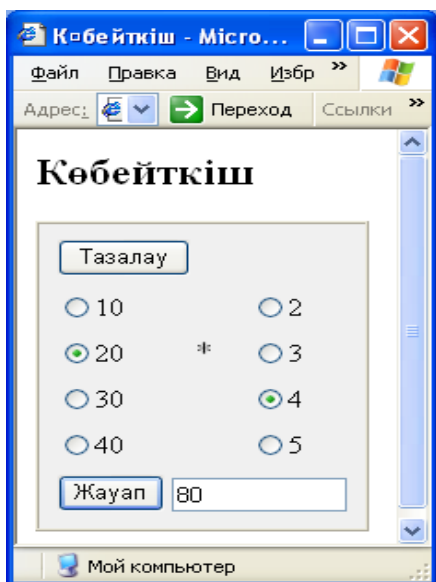 Көбейткіш - Micro...
Файл Правка Вид Избр »
Адрес: Переход Ссылки »
Көбейткіш
Тазалау
10 2
20 * 3
30 4
40 5
Жауап 80
Мой компьютер